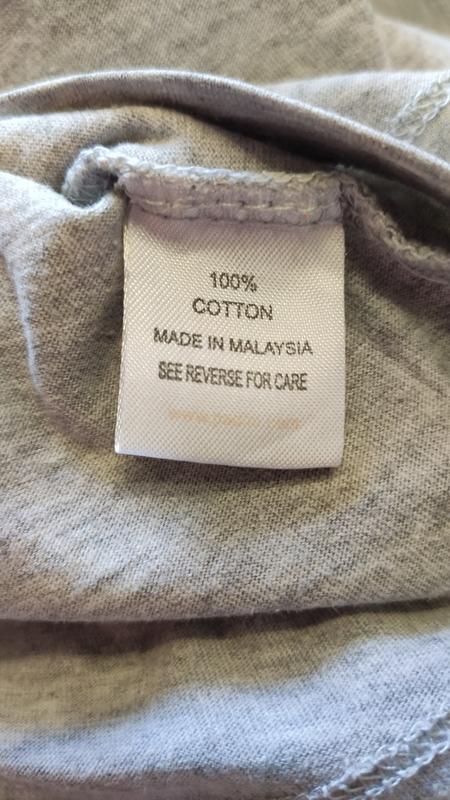 100%
COTTON
MADE IN MALAYSIA
SEE REVERSE FOR CARE